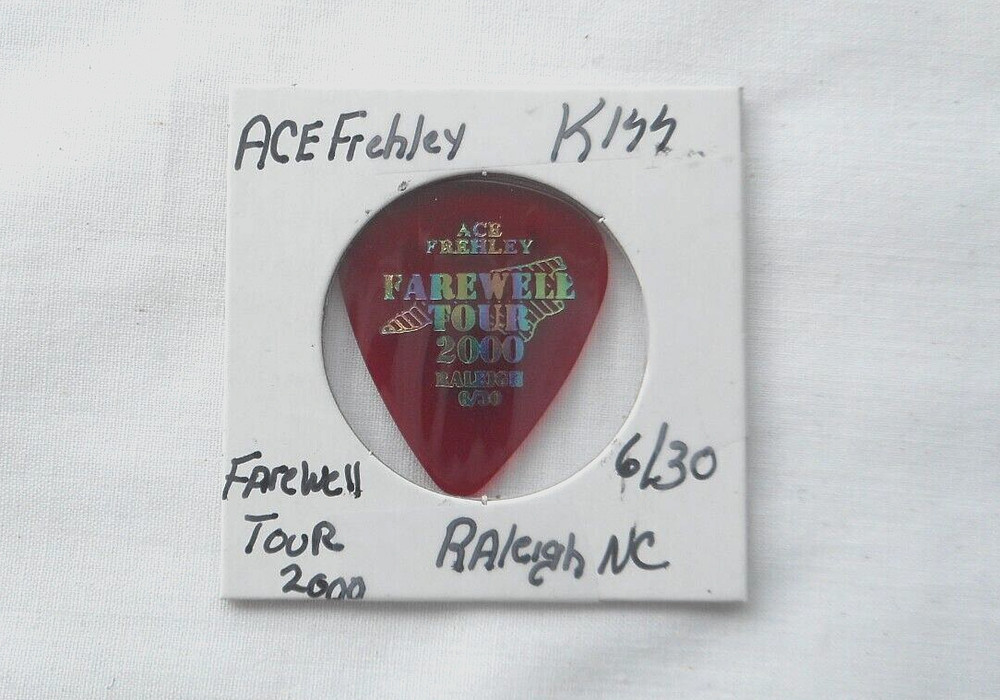 ACE Frehley KISS
ACE
FREHLEY
FAREWELL
TOUR
2000
RALEIGH
6/30
6/30
Farewell
TOUR
2000
RAleigh NC